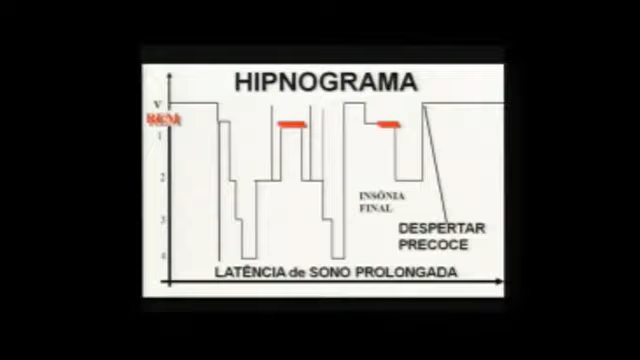 HIPNOGRAMA
V
REM
1
2
3
4
INSÔNIA
FINAL
DESPERTAR
PRECOCE
LATÊNCIA de SONO PROLONGADA